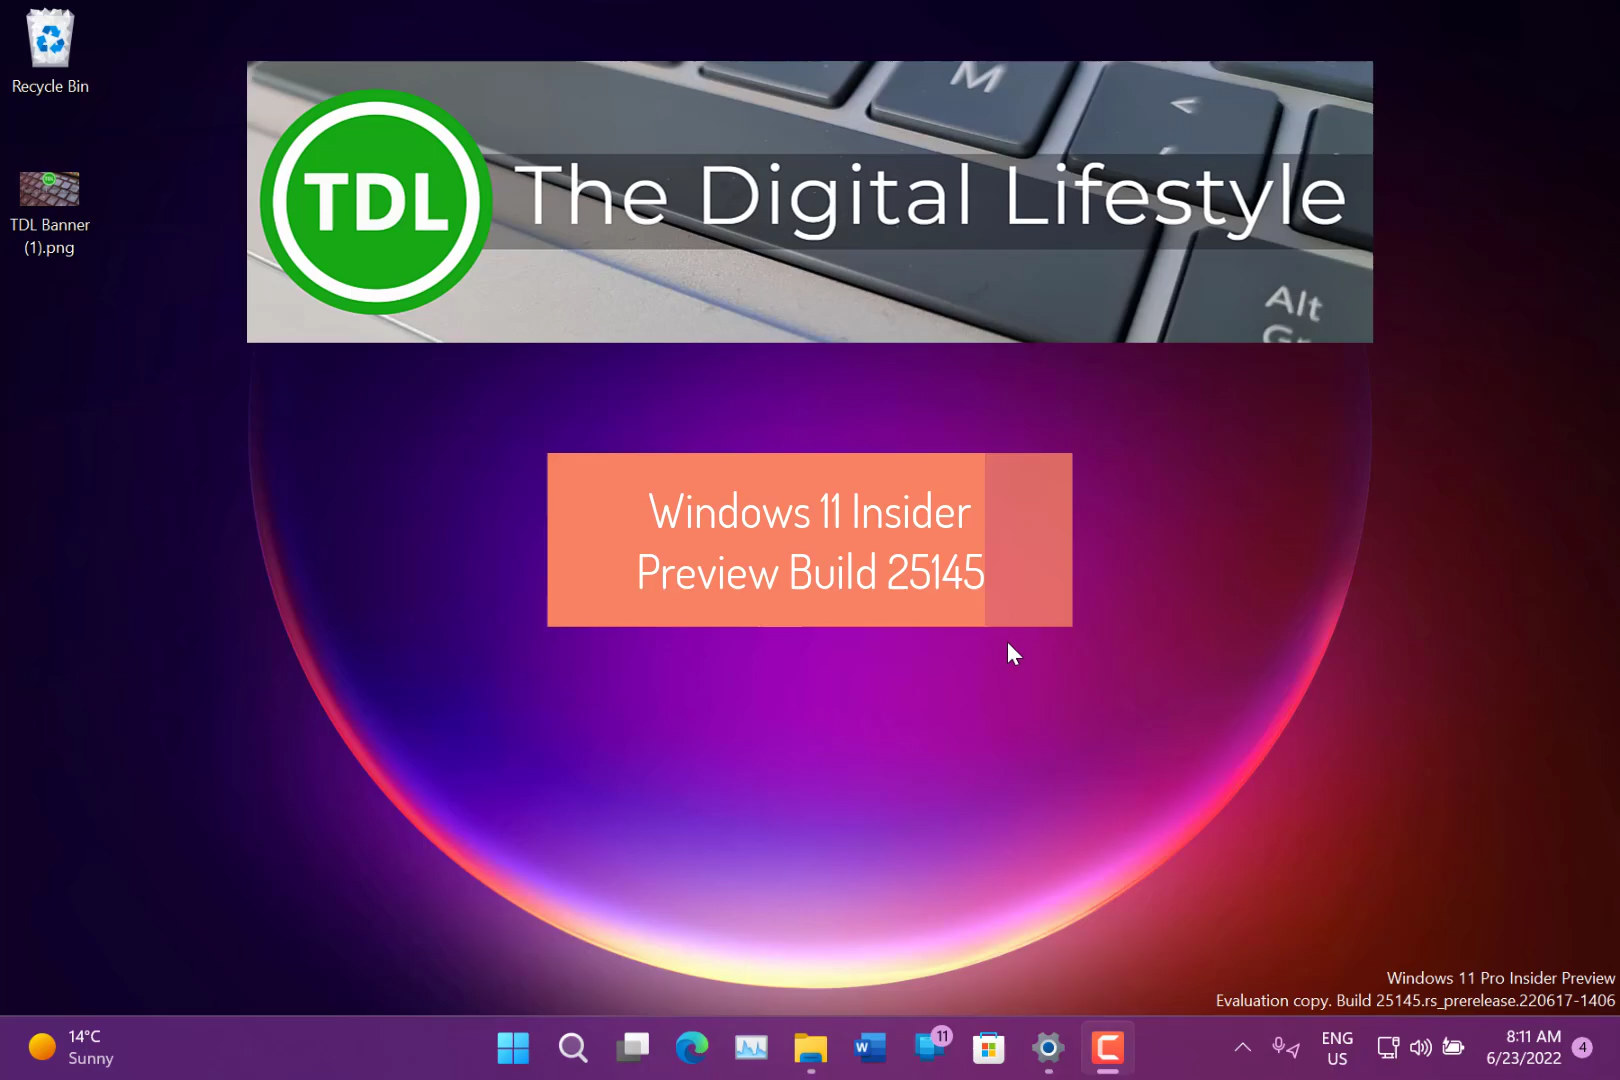 Recycle Bin
TDL Banner
(1).png
TDL
The Digital Lifestyle
M
<
Alt
Gr
Windows 11 Insider
Preview Build 25145
Windows 11 Pro Insider Preview
Evaluation copy. Build 25145.rs_prerelease.220617-1406
14°C
Sunny
W
11
C
ENG
US
8:11 AM
6/23/2022
4